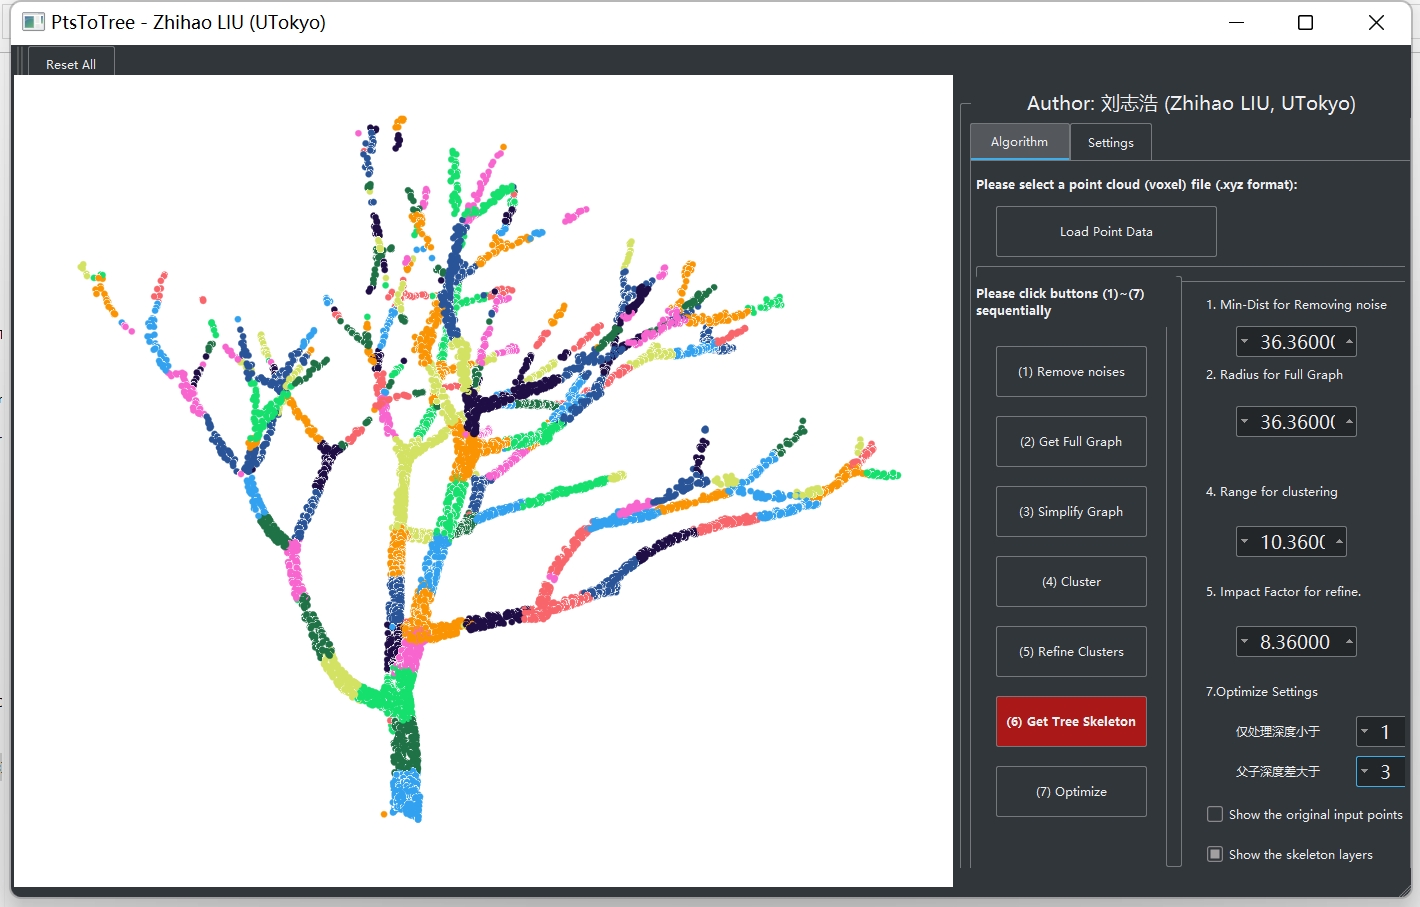 PtsToTree - Zhihao LIU (UTokyo)
Reset All
Author: 刘志浩 (Zhihao LIU, UTokyo)
Algorithm
Settings
Please select a point cloud (voxel) file (.xyz format):
Load Point Data
Please click buttons (1)~(7)
sequentially
(1) Remove noises
(2) Get Full Graph
(3) Simplify Graph
(4) Cluster
(5) Refine Clusters
(6) Get Tree Skeleton
(7) Optimize
1. Min-Dist for Removing noise
36.3600
2. Radius for Full Graph
36.3600
4. Range for clustering
10.360
5. Impact Factor for refine.
8.36000
7.Optimize Settings
仅处理深度小于
1
父子深度差大于
3
Show the original input points
Show the skeleton layers